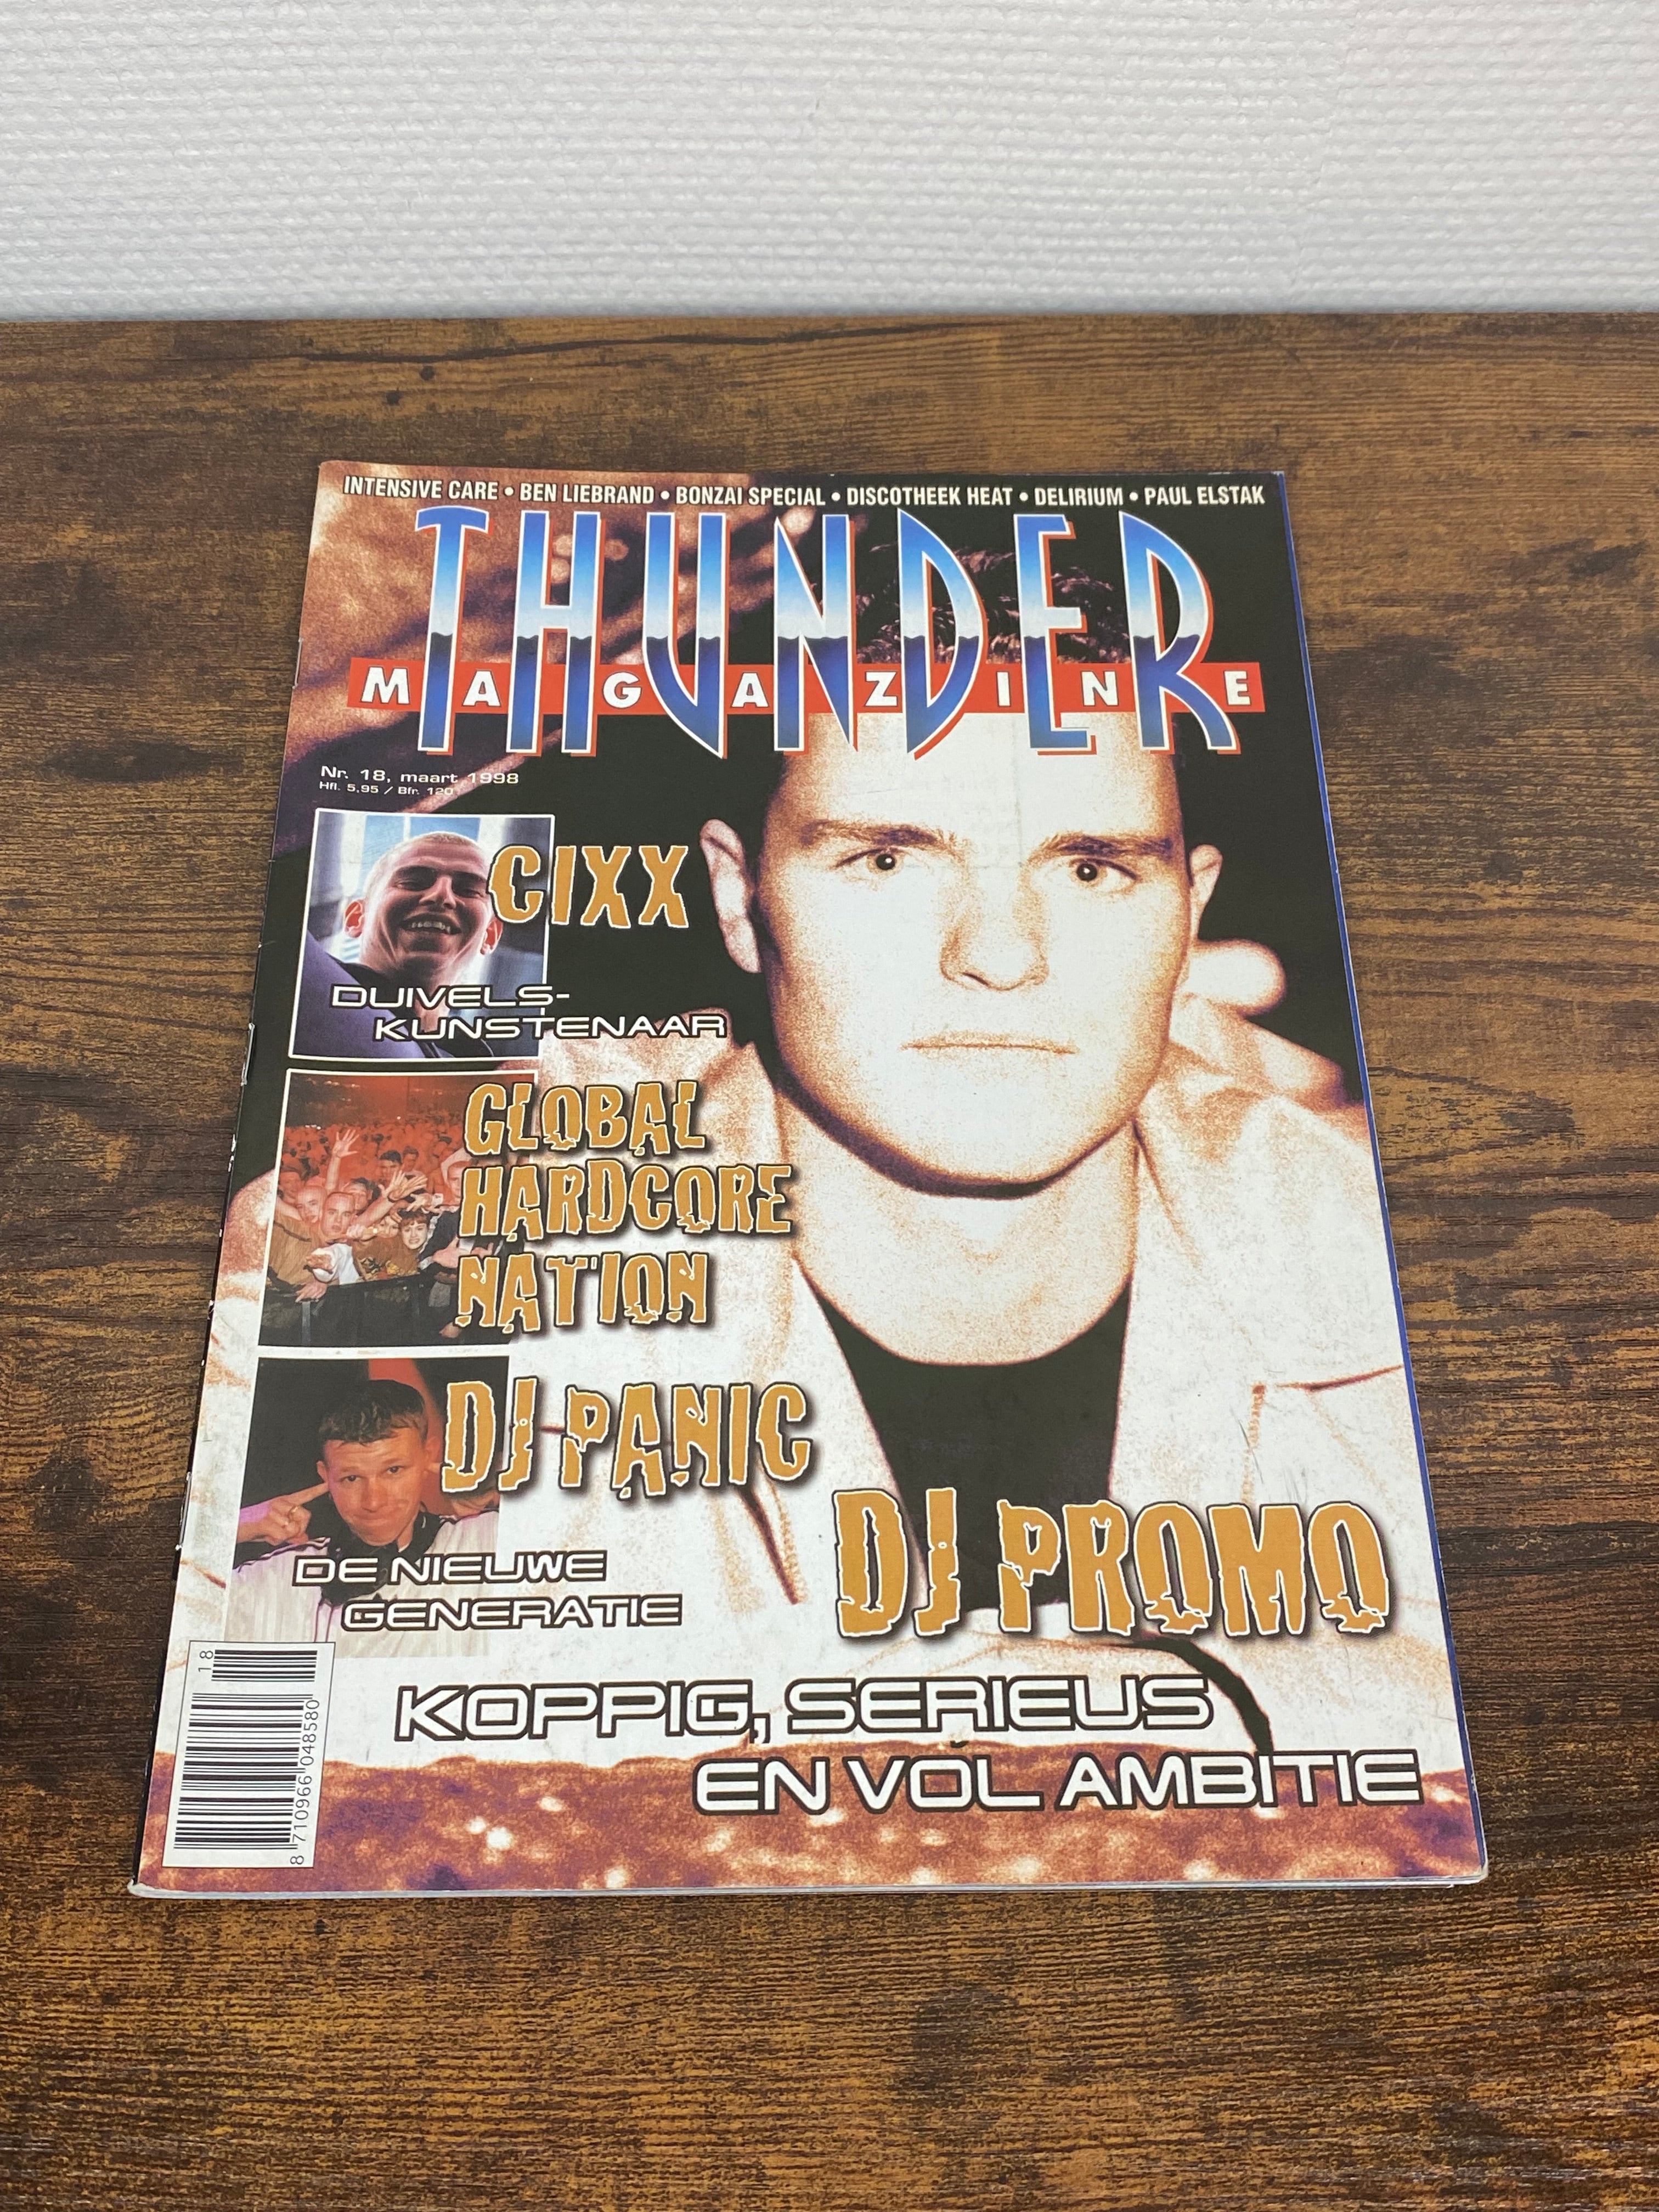 INTENSIVE CARE • BEN LIEBRAND • BONZAI SPECIAL • DISCOTHEEK HEAT • DELIRIUM • PAUL ELSTAK
THUNDER
MAGAZINE
Nr. 18, maart 1998
Hfl. 5,95 / Bfr. 120
CIXX
DUIVELS-
KUNSTENAAR
GLOBAL
HARDCORE
NATION
DJ PANIC
DE NIEUWE
GENERATIE
DJ PROMO
KOPPIG, SERIEUS
EN VOL AMBITIE
18
8 710966 048580